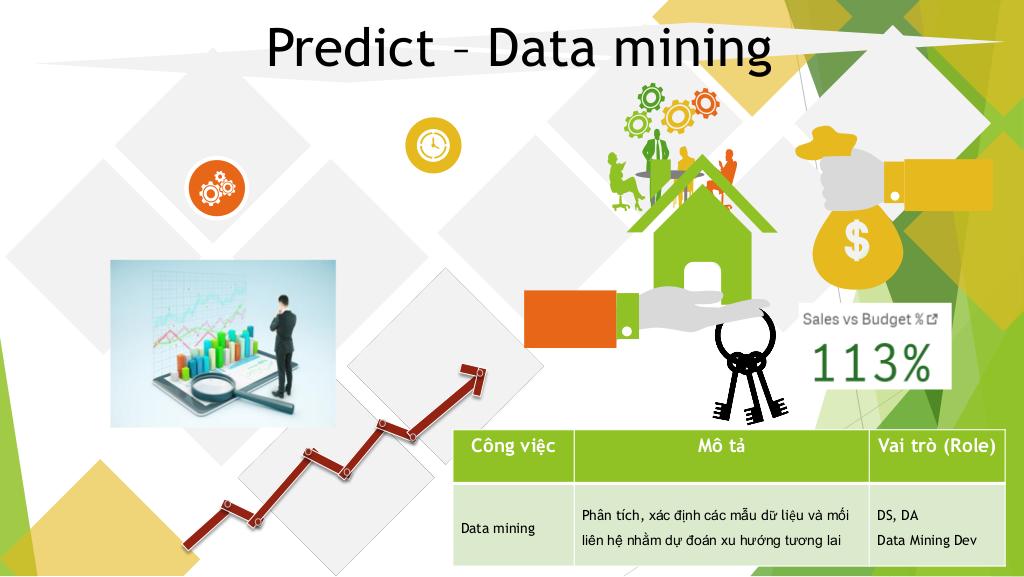 Predict – Data mining
$
Sales vs Budget %
113%
Công việc
Mô tả
Vai trò (Role)
Data mining
Phân tích, xác định các mẫu dữ liệu và mối
liên hệ nhằm dự đoán xu hướng tương lai
DS, DA
Data Mining Dev